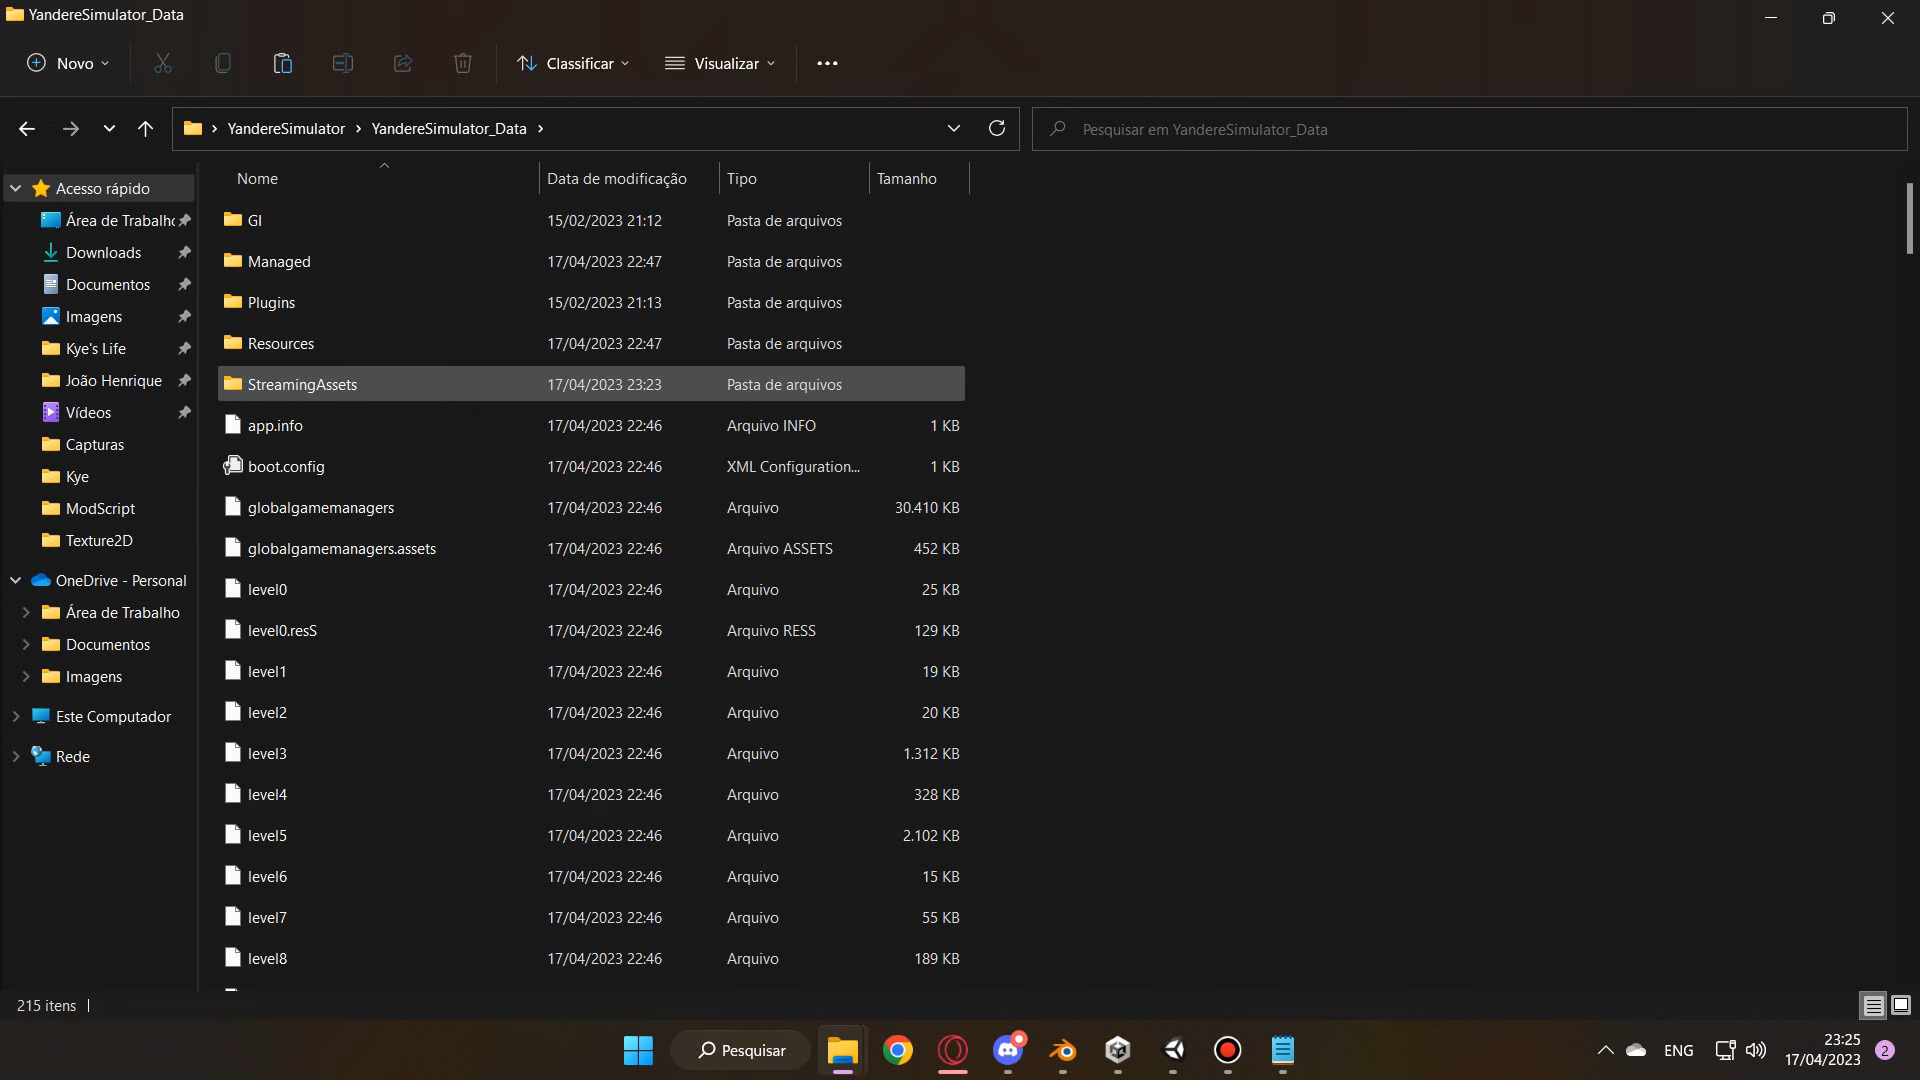 YandereSimulator_Data
Novo
Classificar
Visualizar
YandereSimulator
YandereSimulator_Data
Pesquisar em YandereSimulator_Data
Nome
Data de modificação
Tipo
Tamanho
Acesso rápido
Área de Trabalho
Downloads
Documentos
Imagens
Kye's Life
João Henrique
Vídeos
Capturas
Kye
ModScript
Texture2D
OneDrive - Personal
Área de Trabalho
Documentos
Imagens
Este Computador
Rede
GI 15/02/2023 21:12 Pasta de arquivos
Managed 17/04/2023 22:47 Pasta de arquivos
Plugins 15/02/2023 21:13 Pasta de arquivos
Resources 17/04/2023 22:47 Pasta de arquivos
StreamingAssets 17/04/2023 23:23 Pasta de arquivos
app.info 17/04/2023 22:46 Arquivo INFO 1 KB
boot.config 17/04/2023 22:46 XML Configuration... 1 KB
globalgamemanagers 17/04/2023 22:46 Arquivo 30.410 KB
globalgamemanagers.assets 17/04/2023 22:46 Arquivo ASSETS 452 KB
level0 17/04/2023 22:46 Arquivo 25 KB
level0.resS 17/04/2023 22:46 Arquivo RESS 129 KB
level1 17/04/2023 22:46 Arquivo 19 KB
level2 17/04/2023 22:46 Arquivo 20 KB
level3 17/04/2023 22:46 Arquivo 1.312 KB
level4 17/04/2023 22:46 Arquivo 328 KB
level5 17/04/2023 22:46 Arquivo 2.102 KB
level6 17/04/2023 22:46 Arquivo 15 KB
level7 17/04/2023 22:46 Arquivo 55 KB
level8 17/04/2023 22:46 Arquivo 189 KB
215 itens
Pesquisar
ENG
23:25
17/04/2023
2